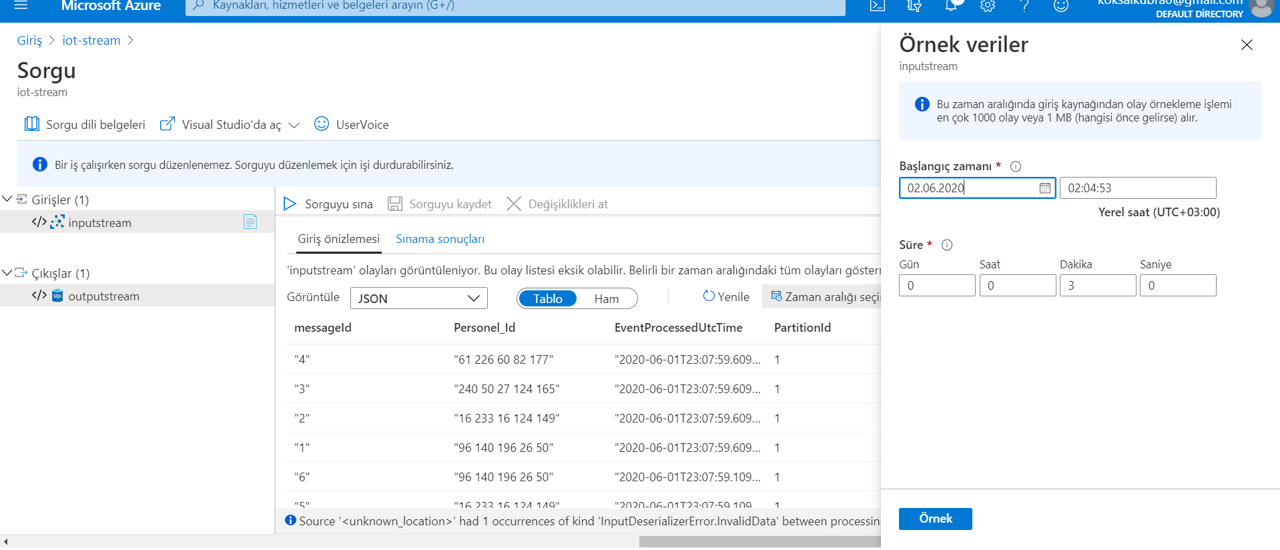 Microsoft Azure
Kaynakları, hizmetleri ve belgeleri arayın (G+/)
koksalkubra0@gmail.com
DEFAULT DIRECTORY
Giriş > iot-stream >
Sorgu
iot-stream
Sorgu dili belgeleri
Visual Studio'da aç
UserVoice
Bir iş çalışırken sorgu düzenlenemez. Sorguyu düzenlemek için işi durdurabilirsiniz.
Girişler (1)
inputstream
Çıkışlar (1)
outputstream
Sorguyu sına
Sorguyu kaydet
Değişiklikleri at
Giriş önizlemesi
Sınama sonuçları
'inputstream' olayları görüntüleniyor. Bu olay listesi eksik olabilir. Belirli bir zaman aralığındaki tüm olayları gösterm
Görüntüle
JSON
Tablo
Ham
Yenile
Zaman aralığı seçin
messageId Personel_Id EventProcessedUtcTime PartitionId
"4" "61 226 60 82 177" "2020-06-01T23:07:59.609... 1
"3" "240 50 27 124 165" "2020-06-01T23:07:59.609... 1
"2" "16 233 16 124 149" "2020-06-01T23:07:59.609... 1
"1" "96 140 196 26 50" "2020-06-01T23:07:59.609... 1
"6" "96 140 196 26 50" "2020-06-01T23:07:59.109... 1
"5" "16 233 16 124 149" "2020-06-01T23:07:59.109... 1
Source '<unknown_location>' had 1 occurrences of kind 'InputDeserializerError.InvalidData' between processing
Örnek veriler
inputstream
Bu zaman aralığında giriş kaynağından olay örnekleme işlemi
en çok 1000 olay veya 1 MB (hangisi önce gelirse) alır.
Başlangıç zamanı *
02.06.2020
02:04:53
Yerel saat (UTC+03:00)
Süre *
Gün Saat Dakika Saniye
0 0 3 0
Örnek